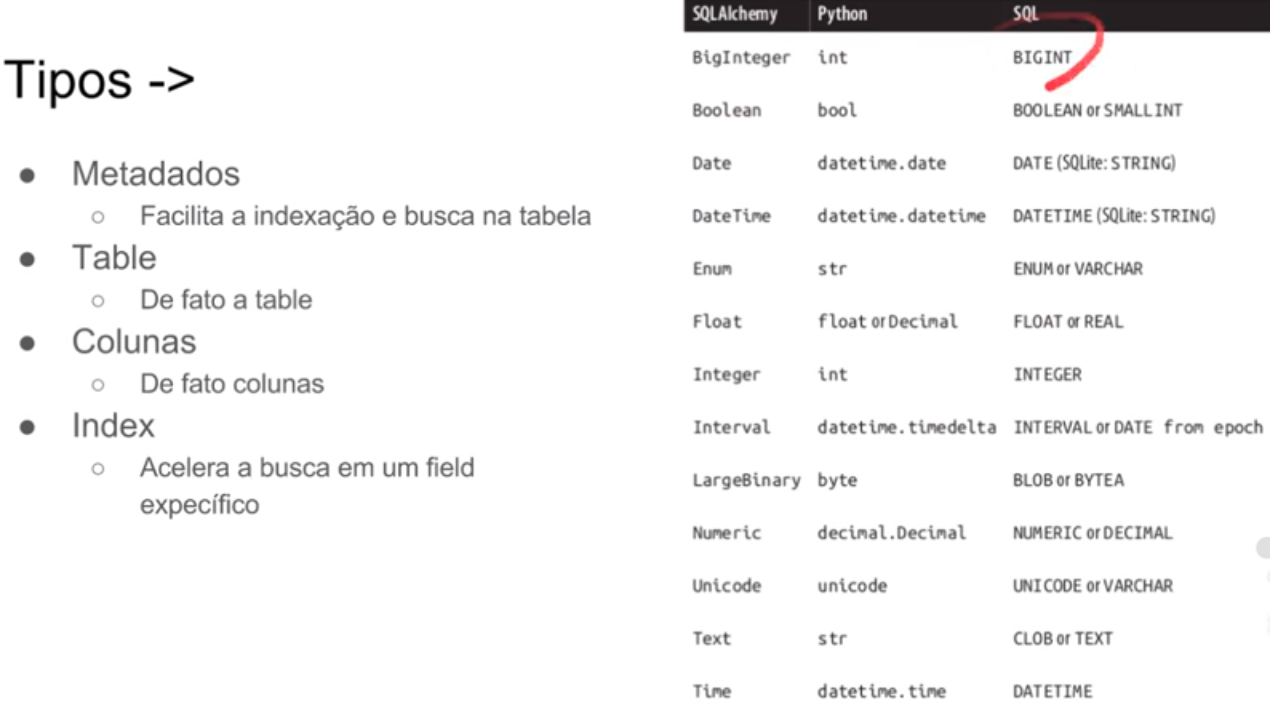 Tipos ->
Metadados
Facilita a indexação e busca na tabela
Table
De fato a table
Colunas
De fato colunas
Index
Acelera a busca em um field
expecífico
SQLAlchemy Python SQL
BigInteger int BIGINT
Boolean bool BOOLEAN or SMALLINT
Date datetime.date DATE (SQLite: STRING)
DateTime datetime.datetime DATETIME (SQLite: STRING)
Enum str ENUM or VARCHAR
Float float or Decimal FLOAT or REAL
Integer int INTEGER
Interval datetime.timedelta INTERVAL or DATE from epoch
LargeBinary byte BLOB or BYTEA
Numeric decimal.Decimal NUMERIC or DECIMAL
Unicode unicode UNICODE or VARCHAR
Text str CLOB or TEXT
Time datetime.time DATETIME